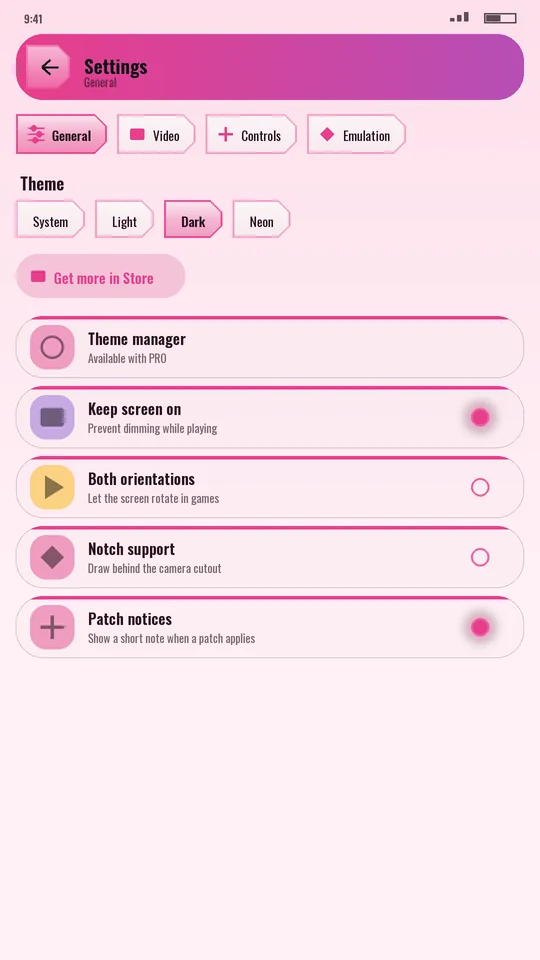 9:41
Settings
General
General
Video
Controls
Emulation
Theme
System
Light
Dark
Neon
Get more in Store
Theme manager
Available with PRO
Keep screen on
Prevent dimming while playing
Both orientations
Let the screen rotate in games
Notch support
Draw behind the camera cutout
Patch notices
Show a short note when a patch applies